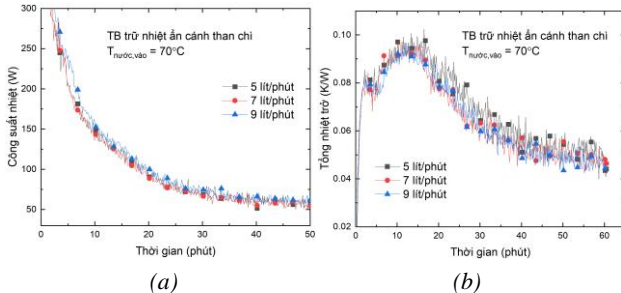 300
250
200
150
100
50
0
10
20
30
40
50
Công suất nhiệt (W)
Thời gian (phút)
TB trữ nhiệt ẩn cánh than chì
Tnước,vào = 70°C
5 lít/phút
7 lít/phút
9 lít/phút
(a)
0.10
0.08
0.06
0.04
0.02
0
10
20
30
40
50
60
Tổng nhiệt trở (K/W)
Thời gian (phút)
TB trữ nhiệt ẩn cánh than chì
Tnước,vào = 70°C
5 lít/phút
7 lít/phút
9 lít/phút
(b)